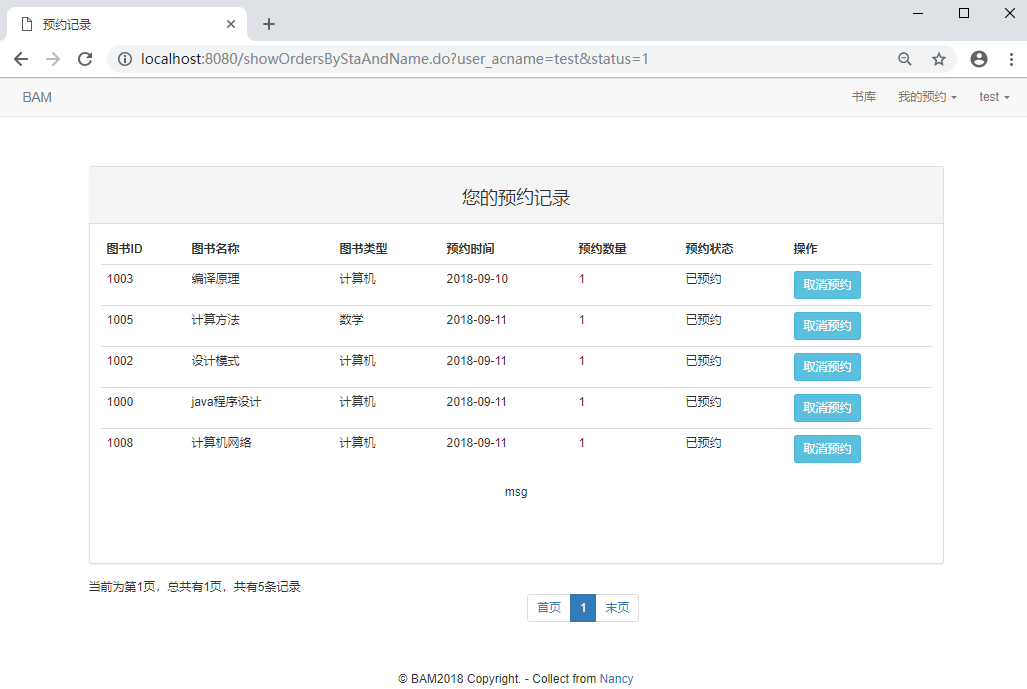 预约记录
localhost:8080/showOrdersByStaAndName.do?user_acname=test&status=1
BAM 书库 我的预约 test
您的预约记录
图书ID 图书名称 图书类型 预约时间 预约数量 预约状态 操作
1003 编译原理 计算机 2018-09-10 1 已预约 取消预约
1005 计算方法 数学 2018-09-11 1 已预约 取消预约
1002 设计模式 计算机 2018-09-11 1 已预约 取消预约
1000 java程序设计 计算机 2018-09-11 1 已预约 取消预约
1008 计算机网络 计算机 2018-09-11 1 已预约 取消预约
msg
当前为第1页，总共有1页，共有5条记录
首页 1 末页
© BAM2018 Copyright. - Collect from Nancy